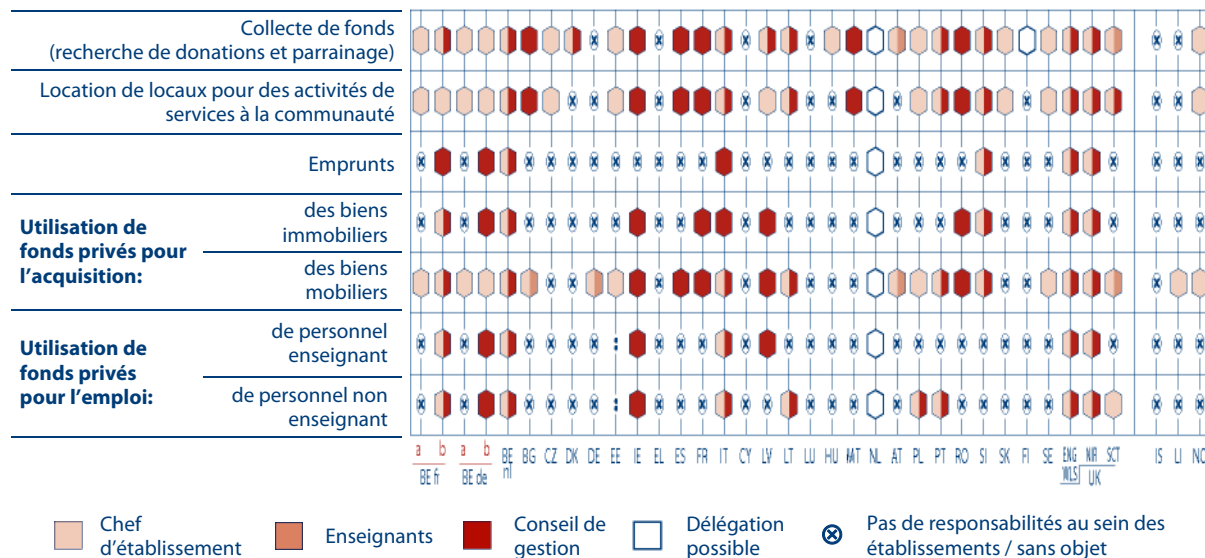 Collecte de fonds
(recherche de donations et parrainage)
Location de locaux pour des activités de
services à la communauté
Emprunts
Utilisation de
fonds privés pour
l’acquisition:
des biens
immobiliers
des biens
mobiliers
Utilisation de
fonds privés
pour l’emploi:
de personnel
enseignant
de personnel non
enseignant
a b a b BE nl BG CZ DK DE EE IE EL ES FR IT CY LV LT LU HU MT NL AT PL PT RO SI SK FI SE ENG NIR SCT IS LI NO
BE fr BE de WLS UK
Chef
d’établissement
Enseignants
Conseil de
gestion
Délégation
possible
Pas de responsabilités au sein des
établissements / sans objet